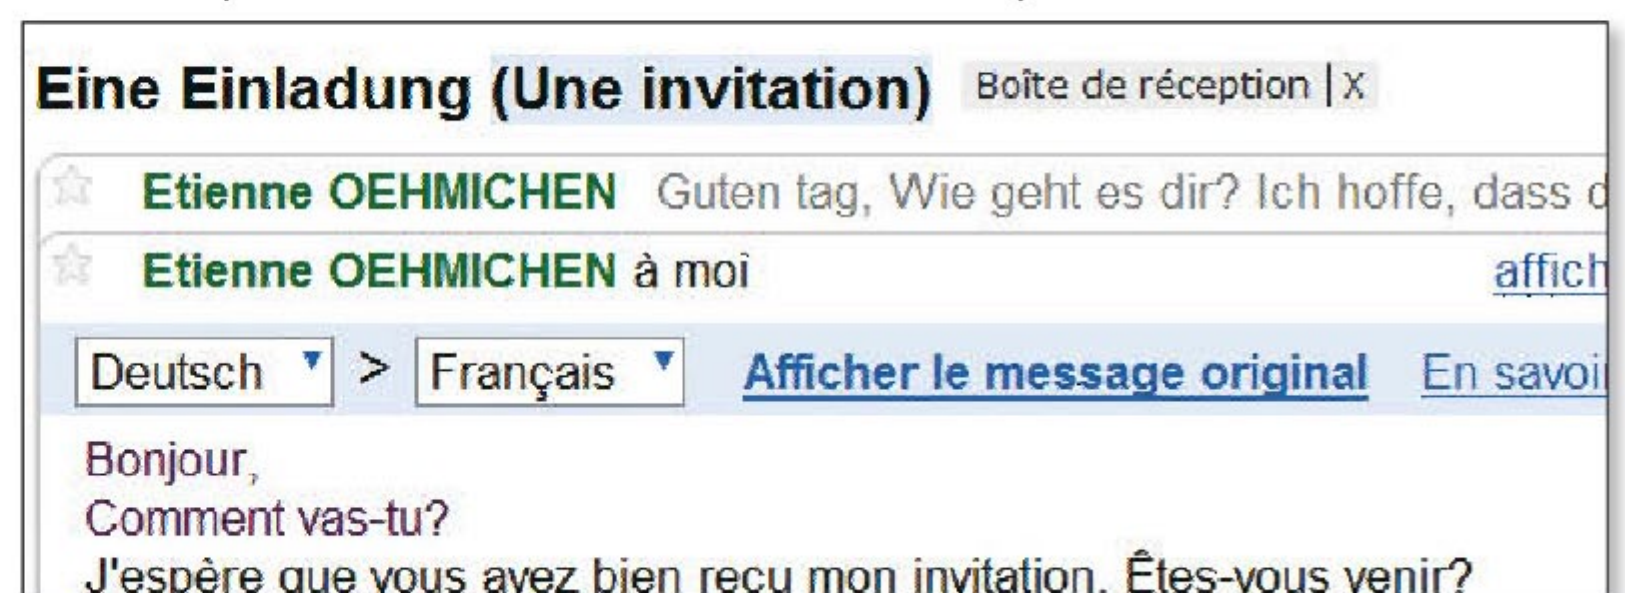 Eine Einladung (Une invitation) Boîte de réception | X
Etienne OEHMICHEN Guten tag, Wie geht es dir? Ich hoffe, dass d
Etienne OEHMICHEN à moi affich
Deutsch > Français Afficher le message original En savoi
Bonjour,
Comment vas-tu?
J'espère que vous avez bien reçu mon invitation. Êtes-vous venir?